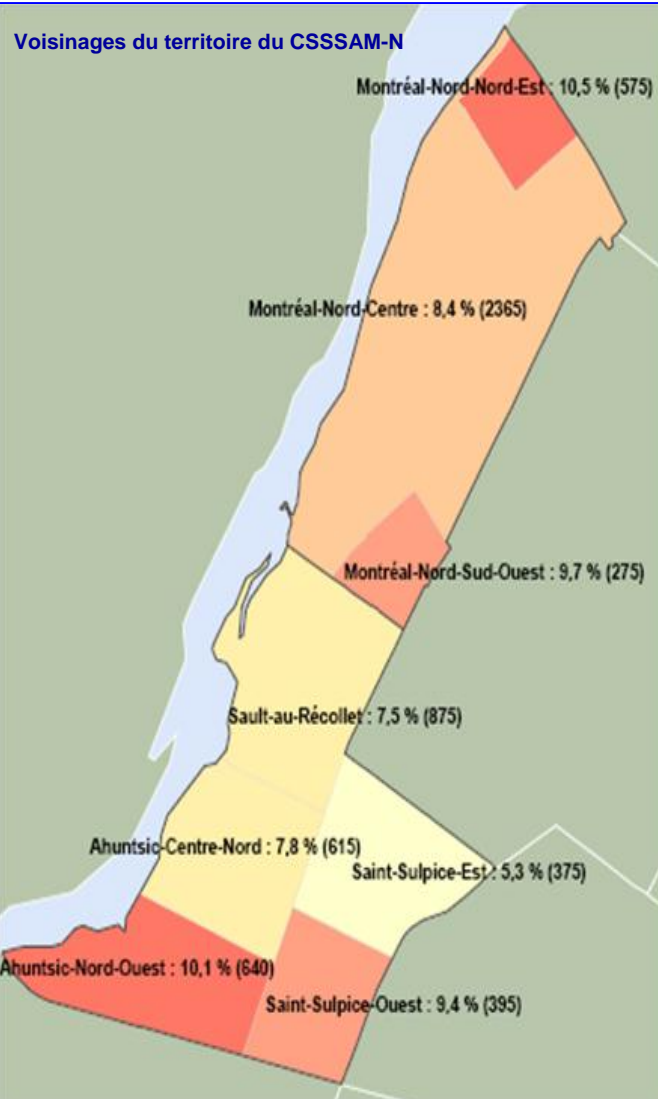 Voisinages du territoire du CSSSAM-N
Montréal-Nord-Nord-Est : 10,5 % (575)
Montréal-Nord-Centre : 8,4 % (2365)
Montréal-Nord-Sud-Ouest : 9,7 % (275)
Sault-au-Récollet : 7,5 % (875)
Ahuntsic-Centre-Nord : 7,8 % (615)
Saint-Sulpice-Est : 5,3 % (375)
Ahuntsic-Nord-Ouest : 10,1 % (640)
Saint-Sulpice-Ouest : 9,4 % (395)